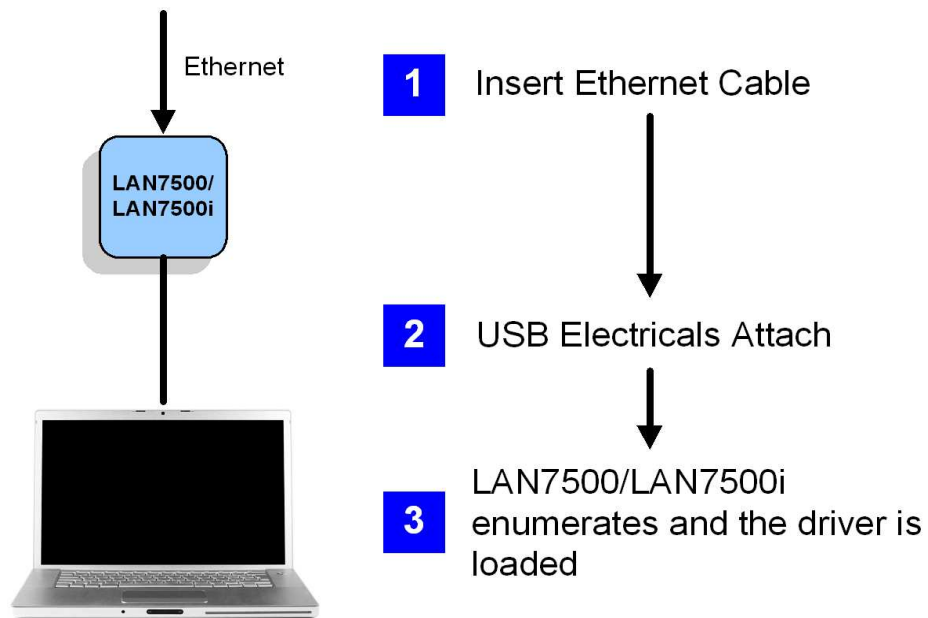 Ethernet
LAN7500/
LAN7500i
1
Insert Ethernet Cable
2
USB Electricals Attach
3
LAN7500/LAN7500i
enumerates and the driver is
loaded